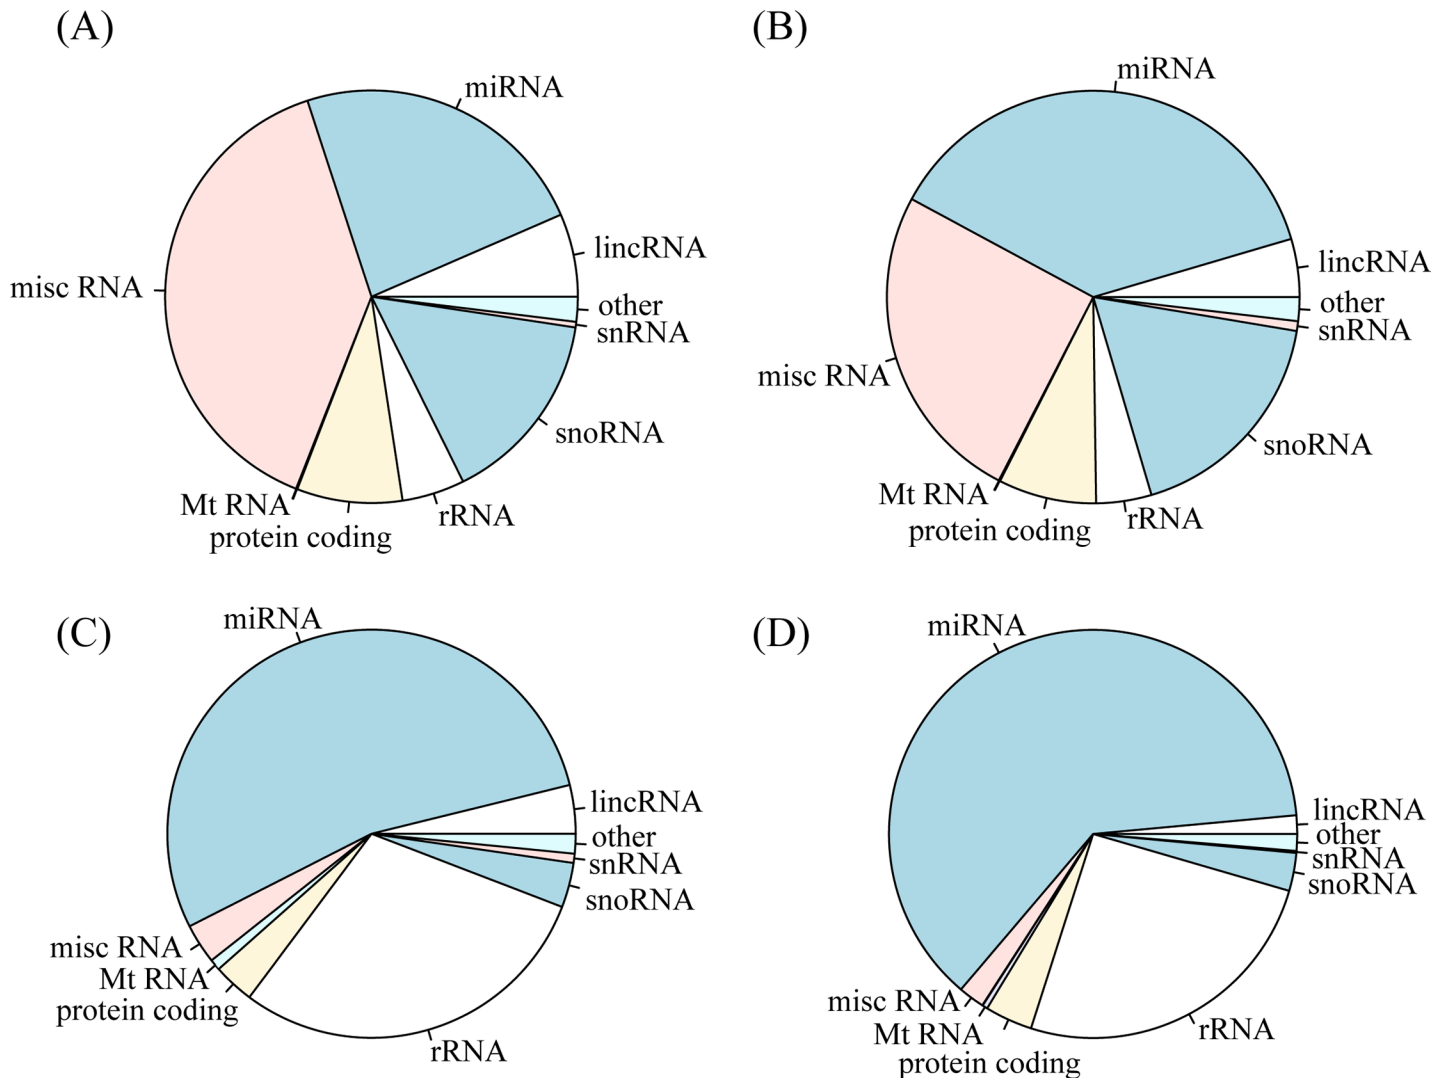 (A)
miRNA
lincRNA
other
snRNA
snoRNA
rRNA
protein coding
Mt RNA
misc RNA
(B)
miRNA
lincRNA
other
snRNA
snoRNA
rRNA
protein coding
Mt RNA
misc RNA
(C)
miRNA
lincRNA
other
snRNA
snoRNA
rRNA
protein coding
Mt RNA
misc RNA
(D)
miRNA
lincRNA
other
snRNA
snoRNA
rRNA
protein coding
Mt RNA
misc RNA